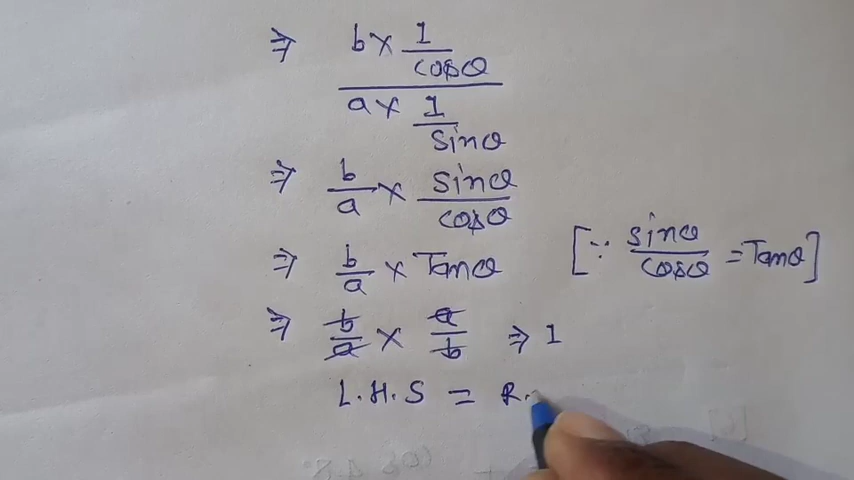 ⇒ b × 1/cosθ / a × 1/sinθ
⇒ b/a × sinθ/cosθ
⇒ b/a × Tanθ [∵ sinθ/cosθ = Tanθ]
⇒ b/a × a/b ⇒ 1
L.H.S = R.